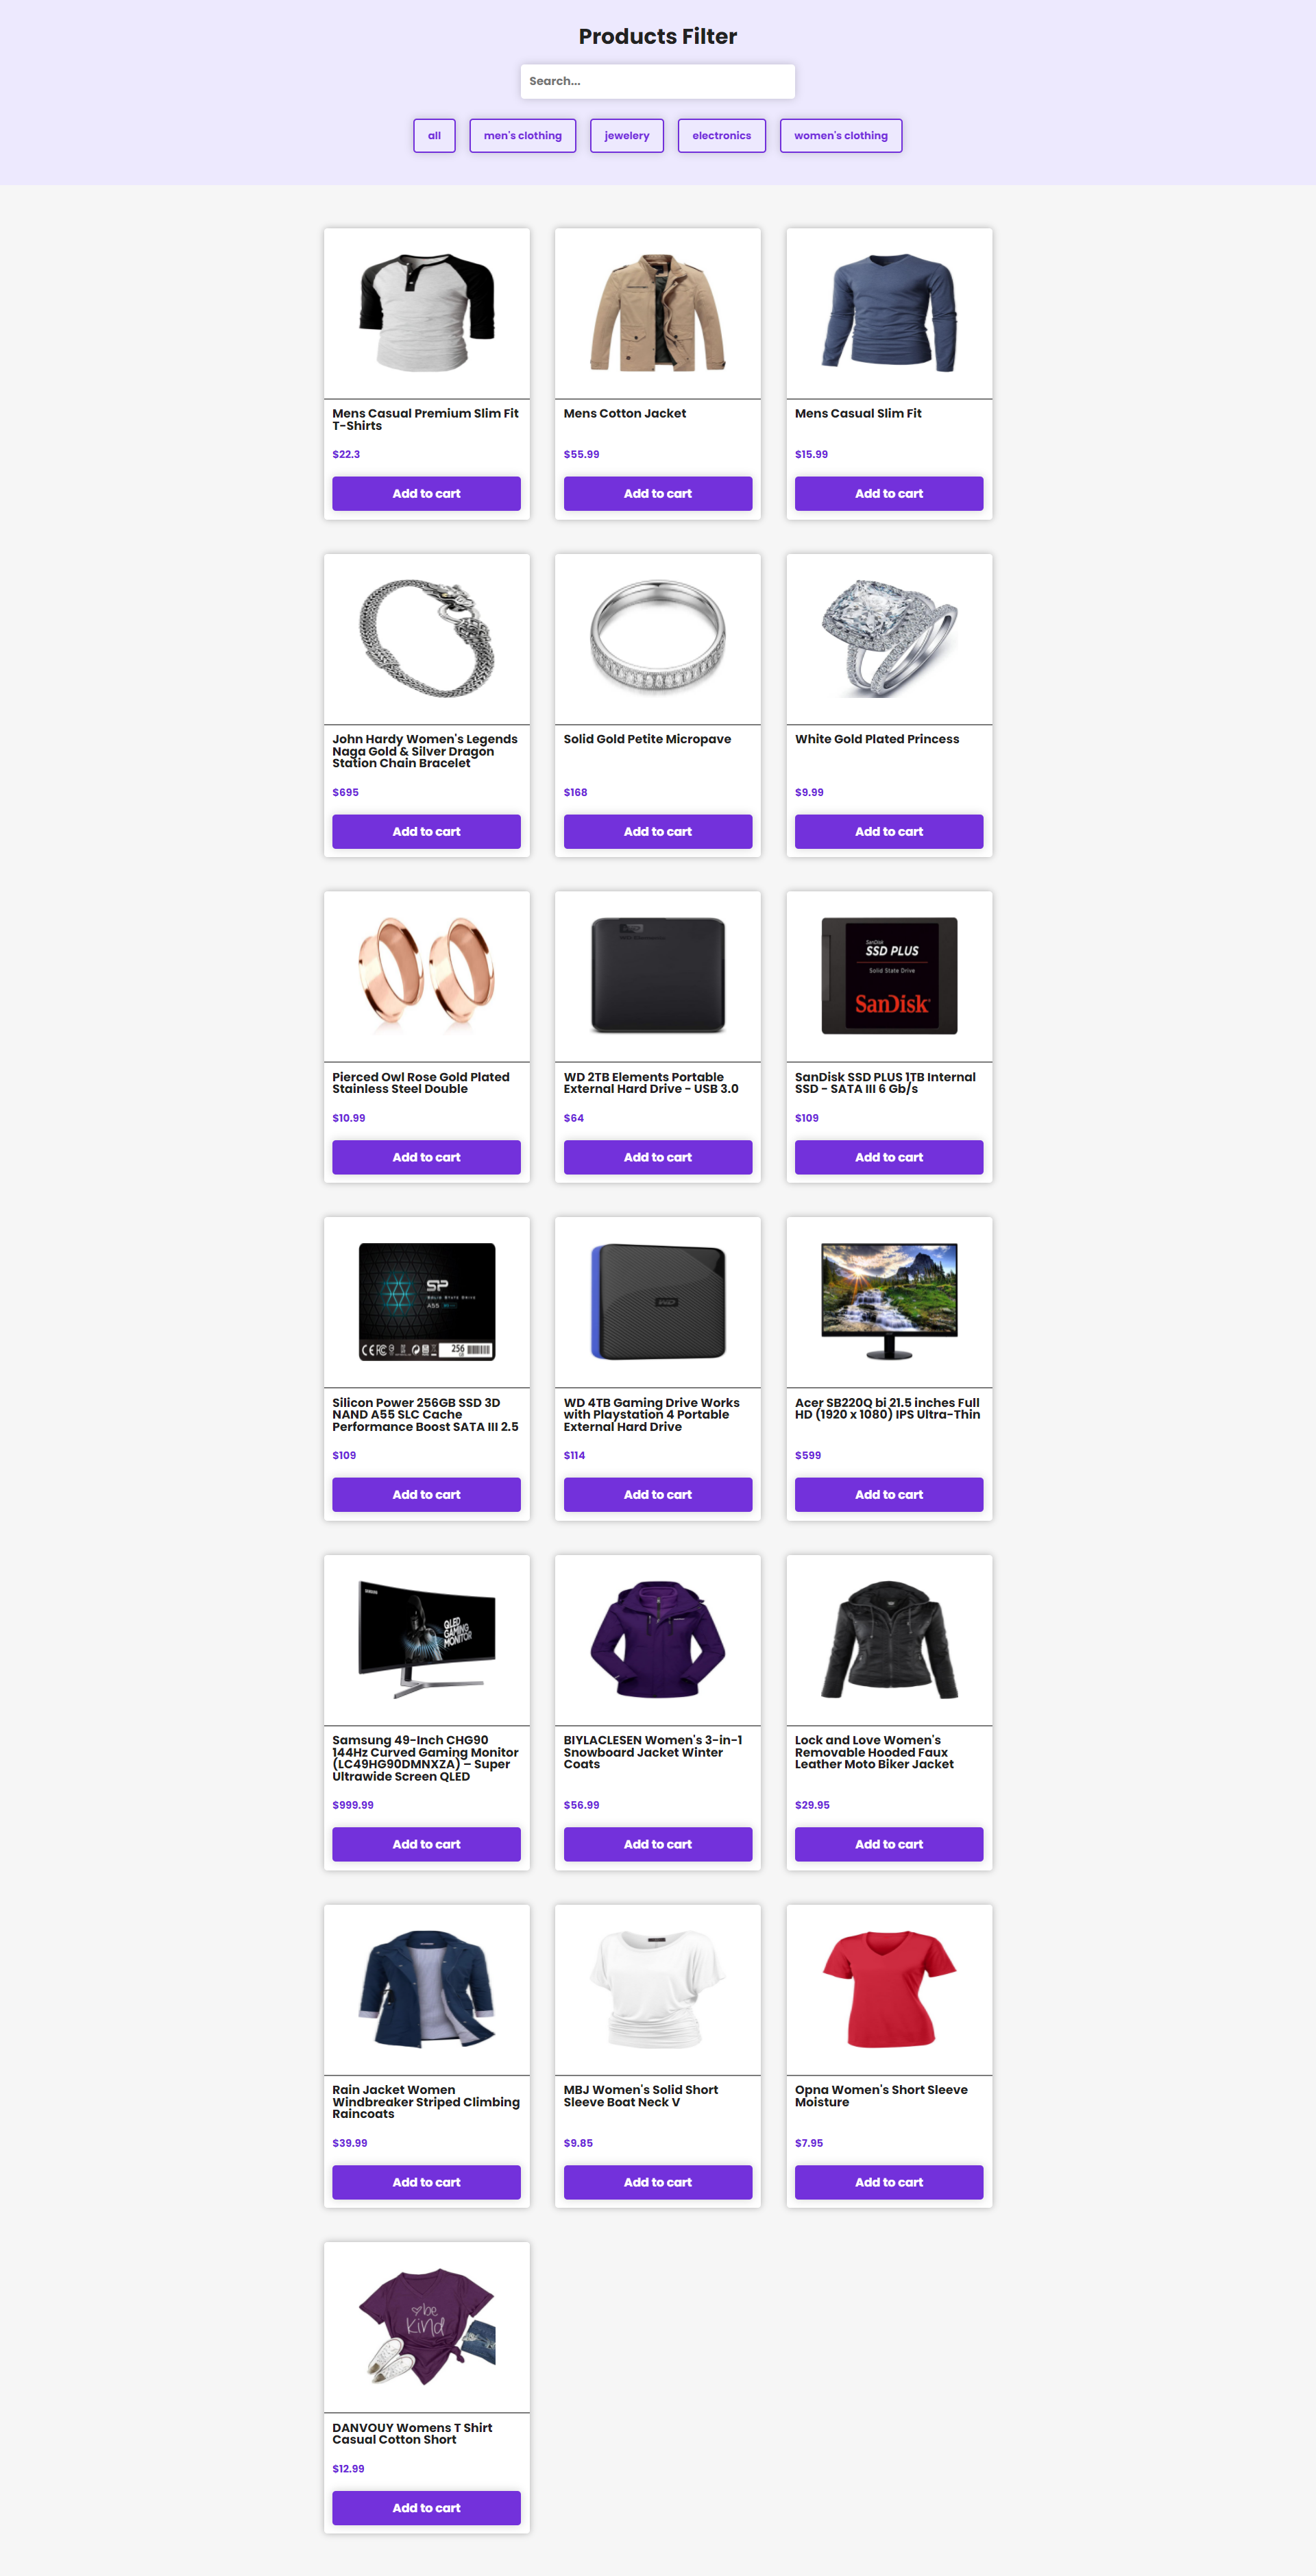 Products Filter
Search...
all
men's clothing
jewelery
electronics
women's clothing
Mens Casual Premium Slim Fit
T-Shirts
$22.3
Add to cart
Mens Cotton Jacket
$55.99
Add to cart
Mens Casual Slim Fit
$15.99
Add to cart
John Hardy Women's Legends
Naga Gold & Silver Dragon
Station Chain Bracelet
$695
Add to cart
Solid Gold Petite Micropave
$168
Add to cart
White Gold Plated Princess
$9.99
Add to cart
Pierced Owl Rose Gold Plated
Stainless Steel Double
$10.99
Add to cart
WD 2TB Elements Portable
External Hard Drive - USB 3.0
$64
Add to cart
SanDisk
SSD PLUS
Solid State Drive
SanDisk
SanDisk SSD PLUS 1TB Internal
SSD - SATA III 6 Gb/s
$109
Add to cart
SP
Solid State Drive
A55
256
Silicon Power 256GB SSD 3D
NAND A55 SLC Cache
Performance Boost SATA III 2.5
$109
Add to cart
WD
WD 4TB Gaming Drive Works
with Playstation 4 Portable
External Hard Drive
$114
Add to cart
Acer SB220Q bi 21.5 inches Full
HD (1920 x 1080) IPS Ultra-Thin
$599
Add to cart
SAMSUNG
QLED
GAMING
MONITOR
Samsung 49-Inch CHG90
144Hz Curved Gaming Monitor
(LC49HG90DMNXZA) – Super
Ultrawide Screen QLED
$999.99
Add to cart
BIYLACLESEN Women's 3-in-1
Snowboard Jacket Winter
Coats
$56.99
Add to cart
Lock and Love Women's
Removable Hooded Faux
Leather Moto Biker Jacket
$29.95
Add to cart
Rain Jacket Women
Windbreaker Striped Climbing
Raincoats
$39.99
Add to cart
MBJ Women's Solid Short
Sleeve Boat Neck V
$9.85
Add to cart
Opna Women's Short Sleeve
Moisture
$7.95
Add to cart
be
kind
DANVOUY Womens T Shirt
Casual Cotton Short
$12.99
Add to cart